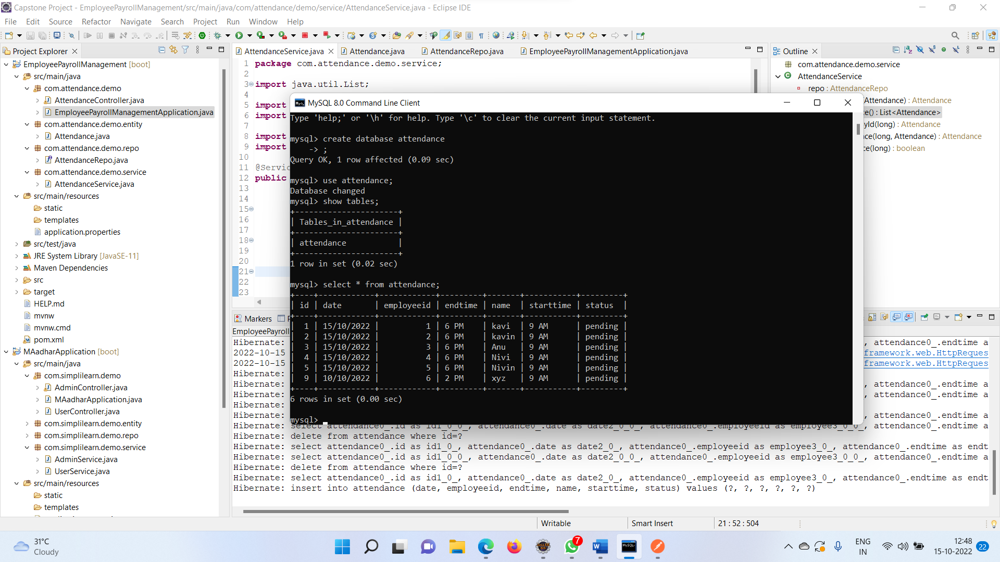 Capstone Project - EmployeePayrollManagement/src/main/java/com/attendance/demo/service/AttendanceService.java - Eclipse IDE
File Edit Source Refactor Navigate Search Project Run Window Help
Project Explorer
EmployeePayrollManagement [boot]
src/main/java
com.attendance.demo
AttendanceController.java
EmployeePayrollManagementApplication.java
com.attendance.demo.entity
Attendance.java
com.attendance.demo.repo
AttendanceRepo.java
com.attendance.demo.service
AttendanceService.java
src/main/resources
static
templates
application.properties
src/test/java
JRE System Library [JavaSE-11]
Maven Dependencies
src
target
HELP.md
mvnw
mvnw.cmd
pom.xml
MAadharApplication [boot]
src/main/java
com.simplilearn.demo
AdminController.java
MAadharApplication.java
UserController.java
com.simplilearn.demo.entity
com.simplilearn.demo.repo
com.simplilearn.demo.service
AdminService.java
UserService.java
src/main/resources
static
templates
AttendanceService.java Attendance.java AttendanceRepo.java EmployeePayrollManagementApplication.java
1 package com.attendance.demo.service;
2
3 import java.util.List;
4
5 import
6 import
7
8 import
9 import
10
11 @Servic
12 public
13
14
15
16
17
18
19
20
21
22
23
MySQL 8.0 Command Line Client
Type 'help;' or '\h' for help. Type '\c' to clear the current input statement.
mysql> create database attendance
-> ;
Query OK, 1 row affected (0.09 sec)
mysql> use attendance;
Database changed
mysql> show tables;
+----------------------+
| Tables_in_attendance |
+----------------------+
| attendance           |
+----------------------+
1 row in set (0.02 sec)
mysql> select * from attendance;
+----+------------+------------+---------+-------+-----------+---------+
| id | date       | employeeid | endtime | name  | starttime | status  |
+----+------------+------------+---------+-------+-----------+---------+
|  1 | 15/10/2022 |          1 | 6 PM    | kavi  | 9 AM      | pending |
|  2 | 15/10/2022 |          2 | 6 PM    | kavin | 9 AM      | pending |
|  3 | 15/10/2022 |          3 | 6 PM    | Anu   | 9 AM      | pending |
|  4 | 15/10/2022 |          4 | 6 PM    | Nivi  | 9 AM      | pending |
|  5 | 15/10/2022 |          5 | 6 PM    | Nivin | 9 AM      | pending |
|  9 | 10/10/2022 |          6 | 2 PM    | xyz   | 9 AM      | pending |
+----+------------+------------+---------+-------+-----------+---------+
6 rows in set (0.00 sec)
mysql>
Outline
com.attendance.demo.service
AttendanceService
repo : AttendanceRepo
(Attendance) : Attendance
() : List<Attendance>
yId(long) : Attendance
ce(long, Attendance) : Attendance
ce(long) : boolean
Markers
EmployeePayroll
Hibernate: , attendance0_.endtime a
2022-10-15 framework.web.HttpReques
2022-10-15 framework.web.HttpReques
Hibernate:
Hibernate: , attendance0_.endtime a
Hibernate: , attendance0_.endtime a
Hibernate:
Hibernate: , attendance0_.endtime a
Hibernate: select attendance0_.id as id1_0_0_, attendance0_.date as date2_0_0_, attendance0_.employeeid as employee3_0_0_, attendance0_.endtime a
Hibernate: delete from attendance where id=?
Hibernate: select attendance0_.id as id1_0_, attendance0_.date as date2_0_, attendance0_.employeeid as employee3_0_, attendance0_.endtime as endt
Hibernate: select attendance0_.id as id1_0_0_, attendance0_.date as date2_0_0_, attendance0_.employeeid as employee3_0_0_, attendance0_.endtime a
Hibernate: delete from attendance where id=?
Hibernate: select attendance0_.id as id1_0_, attendance0_.date as date2_0_, attendance0_.employeeid as employee3_0_, attendance0_.endtime as endt
Hibernate: insert into attendance (date, employeeid, endtime, name, starttime, status) values (?, ?, ?, ?, ?, ?)
Writable Smart Insert 21 : 52 : 504
31°C
Cloudy
7
ENG
IN
12:48
15-10-2022
22